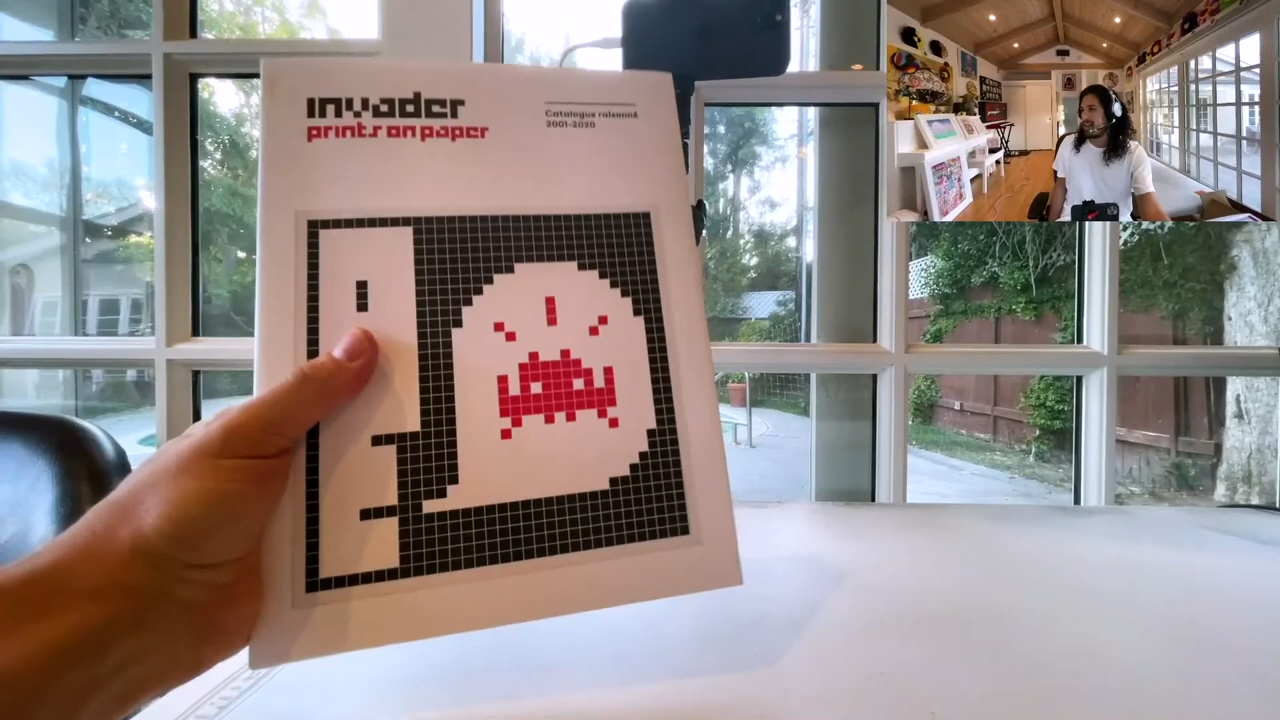 invader
prints on paper
Catalogue raisonné
2001-2020